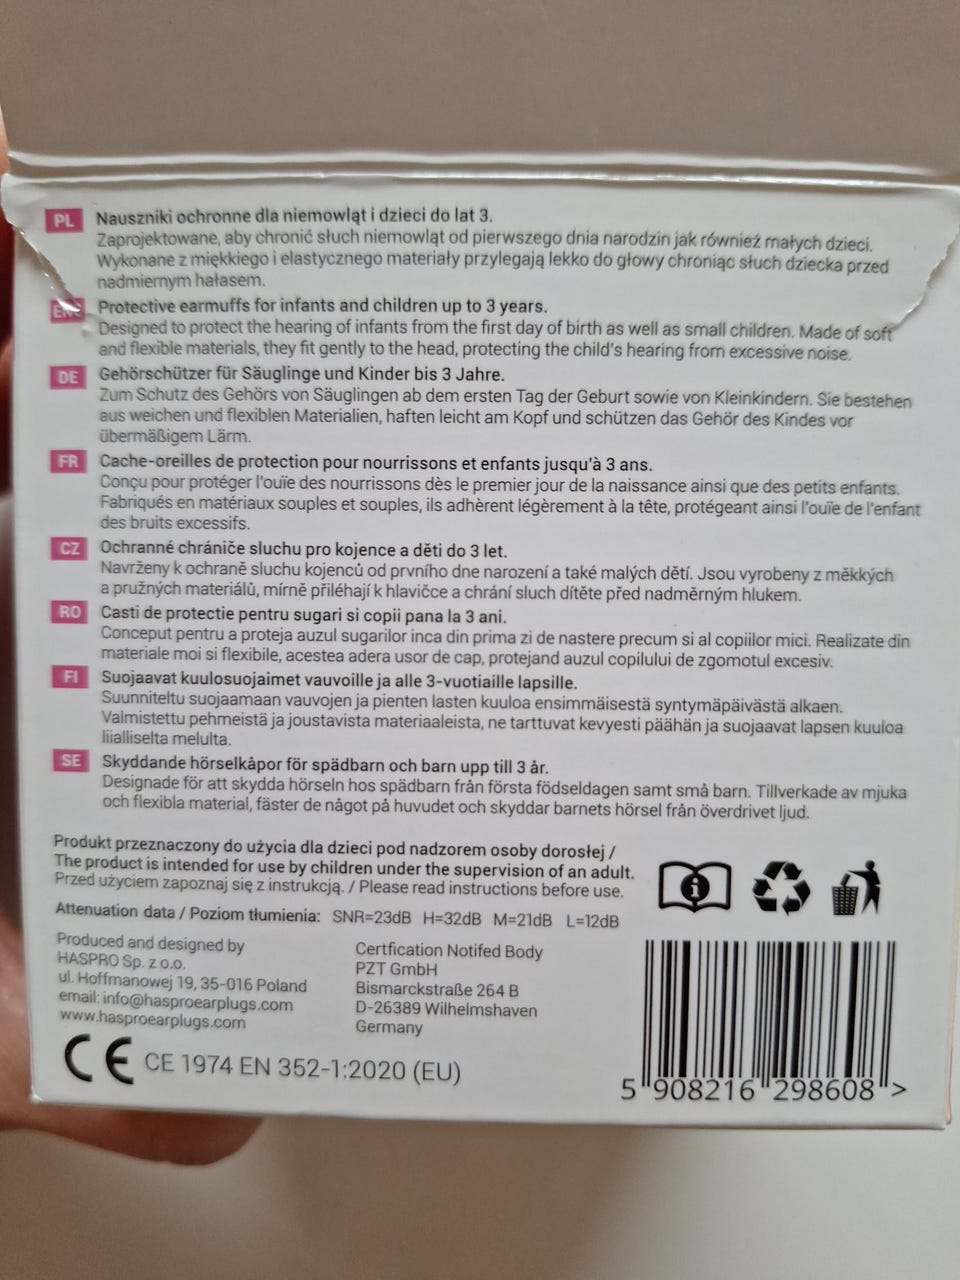 PL
Nauszniki ochronne dla niemowląt i dzieci do lat 3.
Zaprojektowane, aby chronić słuch niemowląt od pierwszego dnia narodzin jak również małych dzieci.
Wykonane z miękkiego i elastycznego materiały przylegają lekko do głowy chroniąc słuch dziecka przed
nadmiernym hałasem.
EN
Protective earmuffs for infants and children up to 3 years.
Designed to protect the hearing of infants from the first day of birth as well as small children. Made of soft
and flexible materials, they fit gently to the head, protecting the child's hearing from excessive noise.
DE
Gehörschützer für Säuglinge und Kinder bis 3 Jahre.
Zum Schutz des Gehörs von Säuglingen ab dem ersten Tag der Geburt sowie von Kleinkindern. Sie bestehen
aus weichen und flexiblen Materialien, haften leicht am Kopf und schützen das Gehör des Kindes vor
übermäßigem Lärm.
FR
Cache-oreilles de protection pour nourrissons et enfants jusqu'à 3 ans.
Conçu pour protéger l'ouïe des nourrissons dès le premier jour de la naissance ainsi que des petits enfants.
Fabriqués en matériaux souples et souples, ils adhèrent légèrement à la tête, protégeant ainsi l'ouïe de l'enfant
des bruits excessifs.
CZ
Ochranné chrániče sluchu pro kojence a děti do 3 let.
Navrženy k ochraně sluchu kojenců od prvního dne narození a také malých dětí. Jsou vyrobeny z měkkých
a pružných materiálů, mírně přiléhají k hlavičce a chrání sluch dítěte před nadměrným hlukem.
RO
Casti de protectie pentru sugari si copii pana la 3 ani.
Conceput pentru a proteja auzul sugarilor inca din prima zi de nastere precum si al copiilor mici. Realizate din
materiale moi si flexibile, acestea adera usor de cap, protejand auzul copilului de zgomotul excesiv.
FI
Suojaavat kuulosuojaimet vauvoille ja alle 3-vuotiaille lapsille.
Suunniteltu suojaamaan vauvojen ja pienten lasten kuuloa ensimmäisestä syntymäpäivästä alkaen.
Valmistettu pehmeistä ja joustavista materiaaleista, ne tarttuvat kevyesti päähän ja suojaavat lapsen kuuloa
liialliselta melulta.
SE
Skyddande hörselkåpor för spädbarn och barn upp till 3 år.
Designade för att skydda hörseln hos spädbarn från första födseldagen samt små barn. Tillverkade av mjuka
och flexibla material, fäster de något på huvudet och skyddar barnets hörsel från överdrivet ljud.
Produkt przeznaczony do użycia dla dzieci pod nadzorem osoby dorosłej /
The product is intended for use by children under the supervision of an adult.
Przed użyciem zapoznaj się z instrukcją. / Please read instructions before use.
Attenuation data / Poziom tłumienia: SNR=23dB H=32dB M=21dB L=12dB
Produced and designed by
HASPRO Sp. z o.o.
ul. Hoffmanowej 19, 35-016 Poland
email: info@hasproearplugs.com
www.hasproearplugs.com
Certfication Notifed Body
PZT GmbH
Bismarckstraße 264 B
D-26389 Wilhelmshaven
Germany
CE CE 1974 EN 352-1:2020 (EU)
5 908216 298608 >